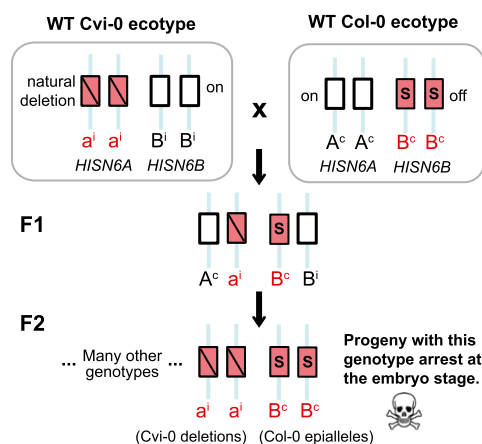 WT Cvi-0 ecotype
WT Col-0 ecotype
natural
deletion
on
aⁱ aⁱ Bⁱ Bⁱ
HISN6A HISN6B
x
on
S S
off
Aᶜ Aᶜ Bᶜ Bᶜ
HISN6A HISN6B
F1
S
Aᶜ aⁱ Bᶜ Bⁱ
F2
... Many other ...
genotypes
S S
aⁱ aⁱ Bᶜ Bᶜ
(Cvi-0 deletions) (Col-0 epialleles)
Progeny with this
genotype arrest at
the embryo stage.